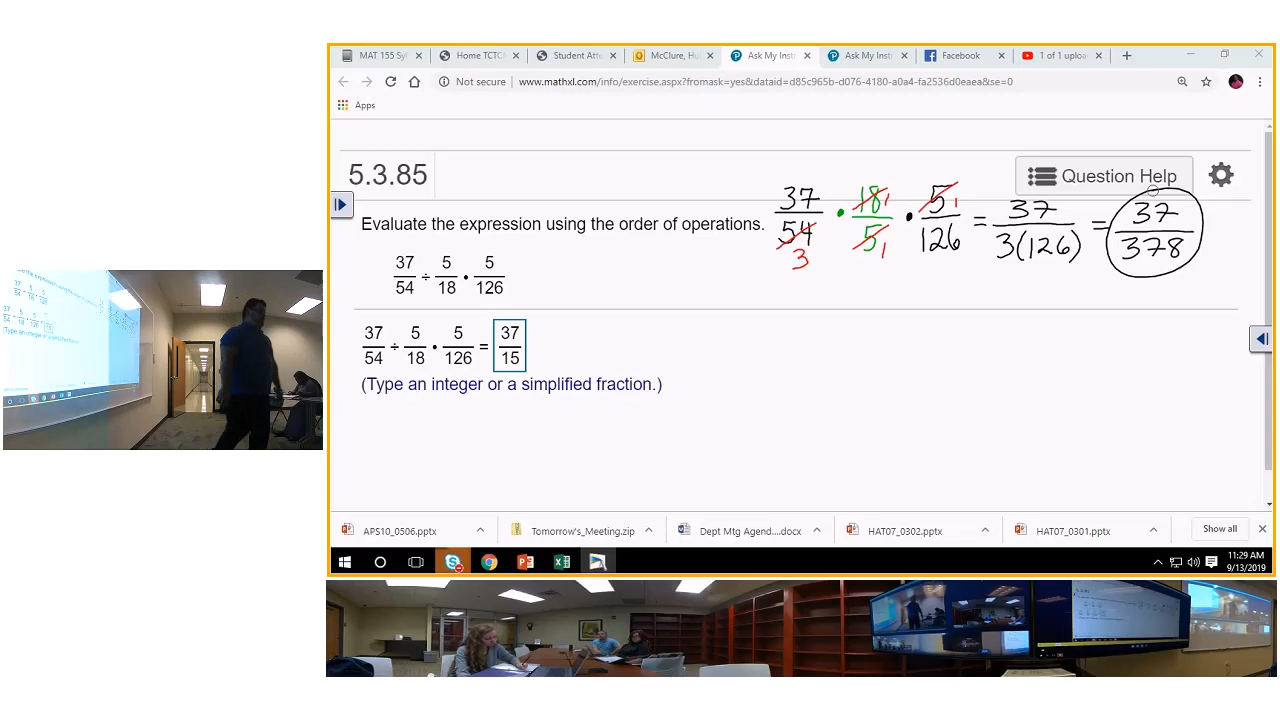 MAT 155 Syl
Home TCTC
Student Atte
McClure, Hu
Ask My Instr
Ask My Instr
Facebook
1 of 1 uploa
Not secure www.mathxl.com/info/exercise.aspx?fromask=yes&dataid=d85c965b-d076-4180-a0a4-fa2536d0eaea&se=0
Apps
5.3.85
Question Help
Evaluate the expression using the order of operations.
37/54 ÷ 5/18 • 5/126
37/54 • 18/5 • 5/126 = 37/3(126) = 37/378
3 1 1 1
37/54 ÷ 5/18 • 5/126 = 37/15
(Type an integer or a simplified fraction.)
APS10_0506.pptx
Tomorrow's_Meeting.zip
Dept Mtg Agend....docx
HAT07_0302.pptx
HAT07_0301.pptx
Show all
11:29 AM
9/13/2019